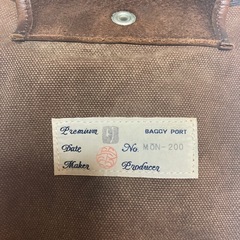 Premium BAGGY PORT
Date No. MON-200
Maker Producer